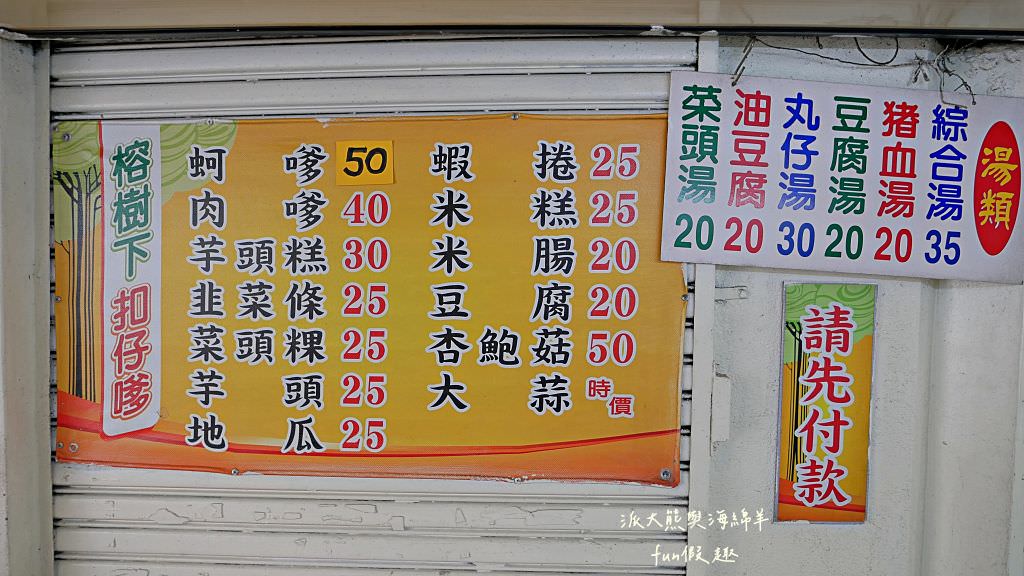 榕樹下 扣仔嗲
蚵嗲 50
肉嗲 40
芋頭糕 30
韭菜條 25
菜頭粿 25
芋頭 25
地瓜 25
蝦捲 25
米糕 25
米腸 20
豆腐 20
杏鮑菇 50
大蒜 時價
湯類
綜合湯 35
猪血湯 20
豆腐湯 20
丸仔湯 30
油豆腐 20
菜頭湯 20
請先付款
派大熊與海綿羊
fun假趣